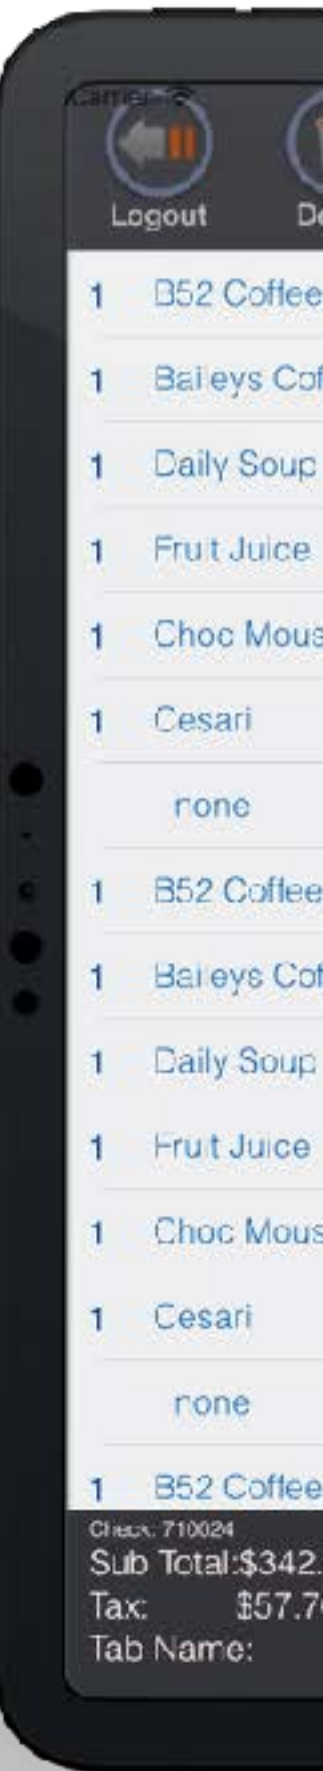 Carrier
Logout De
1 B52 Coffee
1 Baileys Cof
1 Daily Soup
1 Fruit Juice
1 Choc Mous
1 Cesari
none
1 B52 Coffee
1 Baileys Cof
1 Daily Soup
1 Fruit Juice
1 Choc Mous
1 Cesari
none
1 B52 Coffee
Check: 710024
Sub Total:$342.
Tax: $57.7
Tab Name: